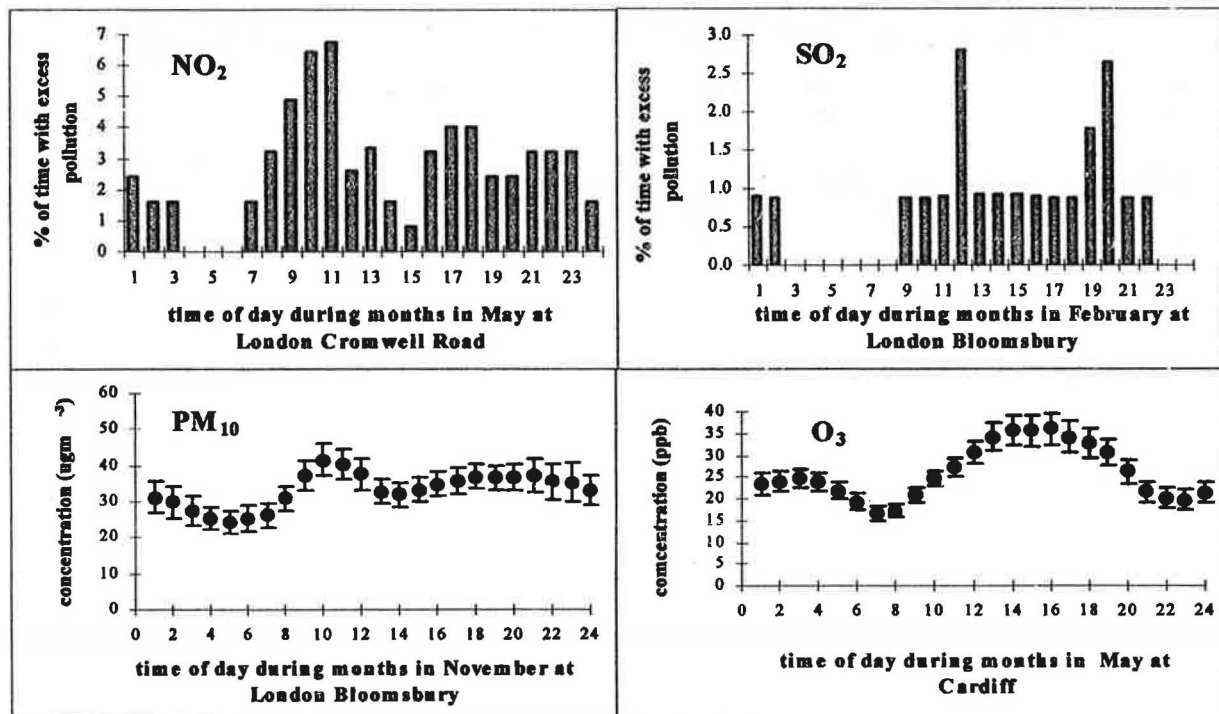 NO₂
% of time with excess
pollution
7
6
5
4
3
2
1
0
1 3 5 7 9 11 13 15 17 19 21 23
time of day during months in May at
London Cromwell Road
SO₂
% of time with excess
pollution
3.0
2.5
2.0
1.5
1.0
0.5
0.0
1 3 5 7 9 11 13 15 17 19 21 23
time of day during months in February at
London Bloomsbury
PM₁₀
concentration (ugm ⁻³)
60
50
40
30
20
10
0
0 2 4 6 8 10 12 14 16 18 20 22 24
time of day during months in November at
London Bloomsbury
O₃
comcentration (ppb)
40
35
30
25
20
15
10
5
0
0 2 4 6 8 10 12 14 16 18 20 22 24
time of day during months in May at
Cardiff